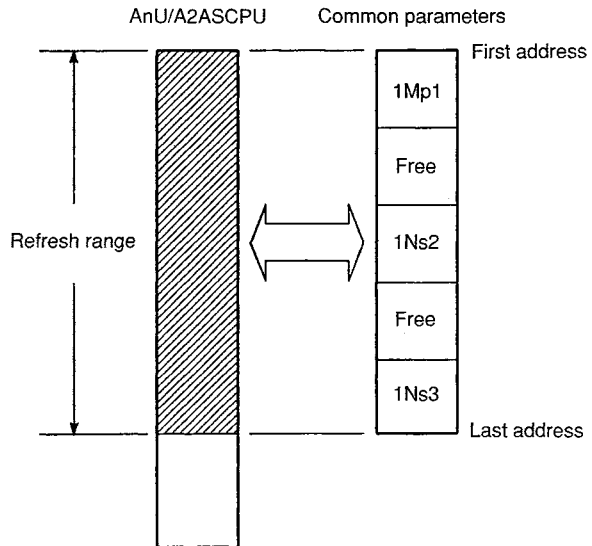 AnU/A2ASCPU
Common parameters
First address
1Mp1
Free
Refresh range
1Ns2
Free
1Ns3
Last address